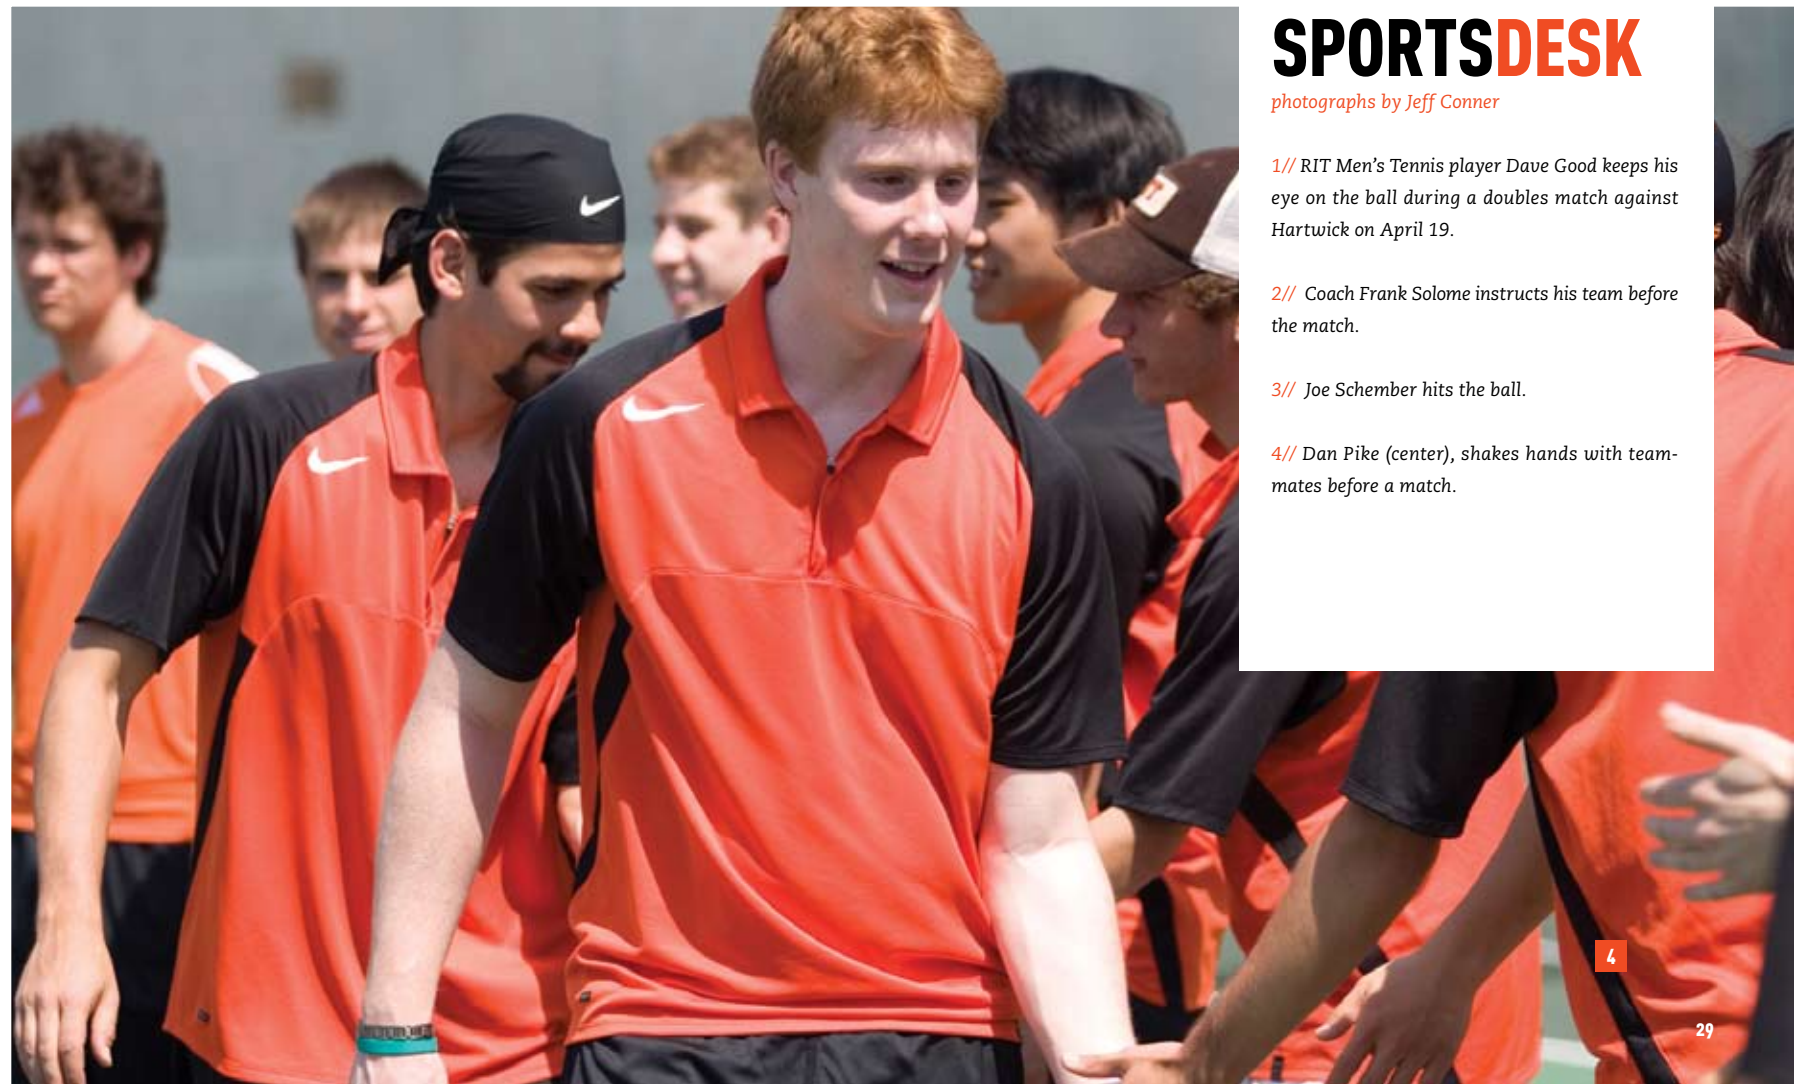 SPORTSDESK
photographs by Jeff Conner
1// RIT Men’s Tennis player Dave Good keeps his
eye on the ball during a doubles match against
Hartwick on April 19.
2// Coach Frank Solome instructs his team before
the match.
3// Joe Schember hits the ball.
4// Dan Pike (center), shakes hands with team-
mates before a match.
4
29